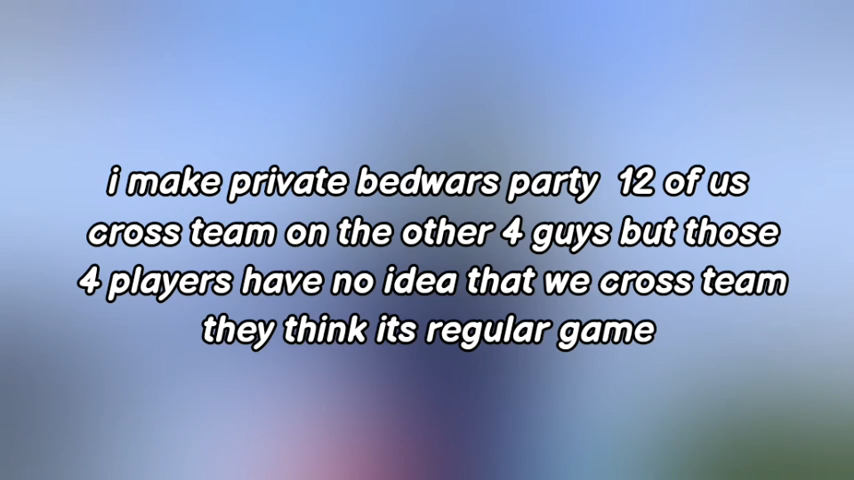 i make private bedwars party 12 of us
cross team on the other 4 guys but those
4 players have no idea that we cross team
they think its regular game